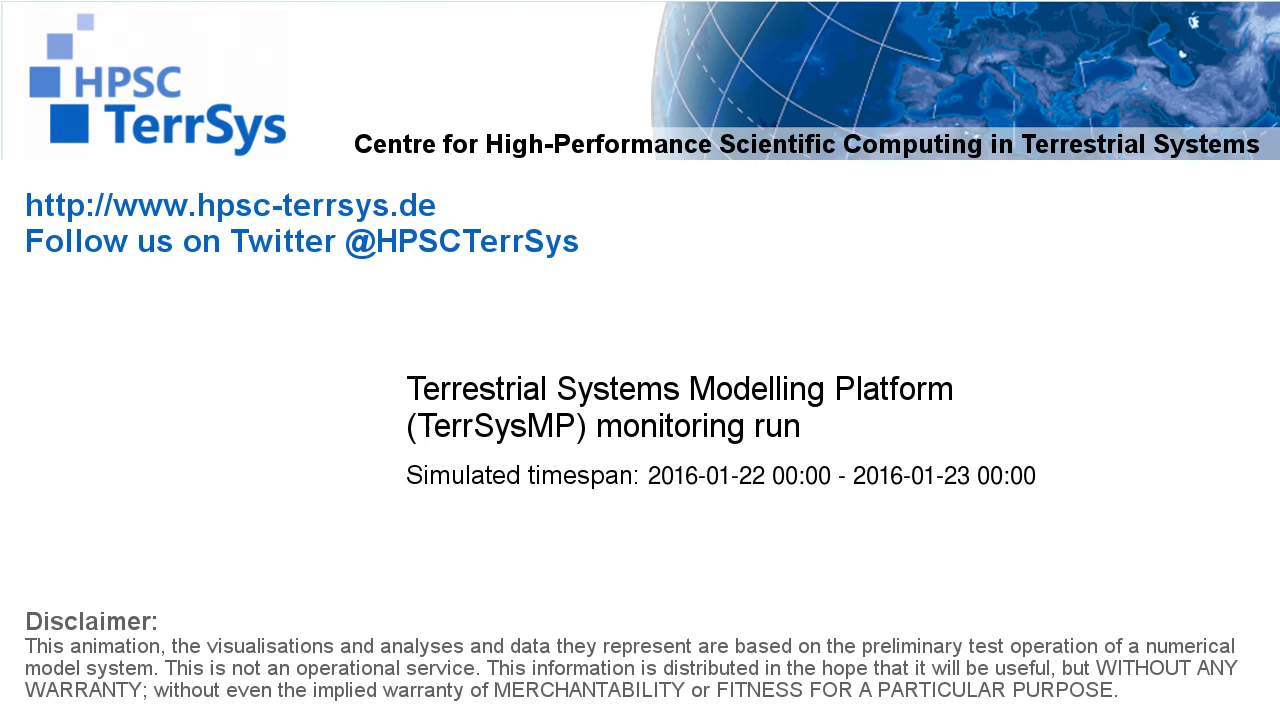 HPSC
TerrSys
Centre for High-Performance Scientific Computing in Terrestrial Systems
http://www.hpsc-terrsys.de
Follow us on Twitter @HPSCTerrSys
Terrestrial Systems Modelling Platform
(TerrSysMP) monitoring run
Simulated timespan: 2016-01-22 00:00 - 2016-01-23 00:00
Disclaimer:
This animation, the visualisations and analyses and data they represent are based on the preliminary test operation of a numerical
model system. This is not an operational service. This information is distributed in the hope that it will be useful, but WITHOUT ANY
WARRANTY; without even the implied warranty of MERCHANTABILITY or FITNESS FOR A PARTICULAR PURPOSE.